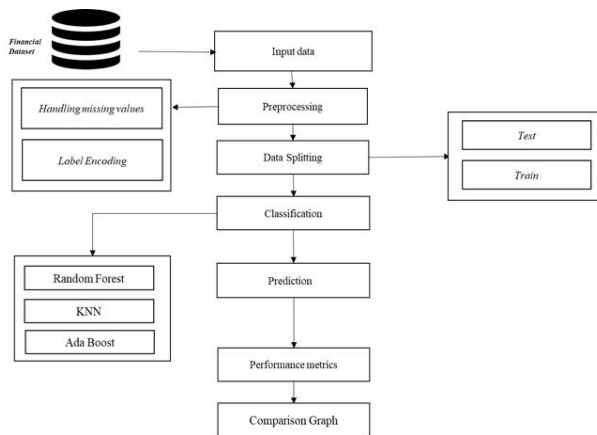 Financial
Dataset
Input data
Handling missing values
Label Encoding
Preprocessing
Data Splitting
Test
Train
Classification
Random Forest
KNN
Ada Boost
Prediction
Performance metrics
Comparison Graph